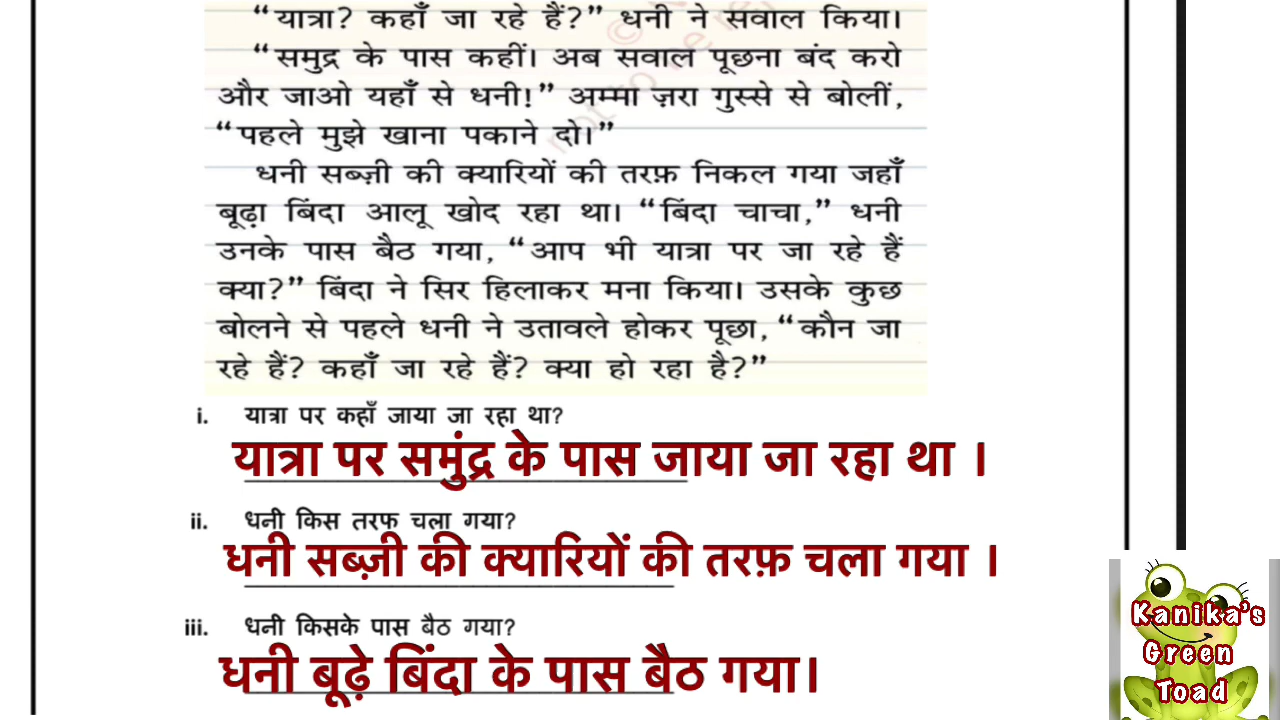 “यात्रा? कहाँ जा रहे हैं?” धनी ने सवाल किया।
“समुद्र के पास कहीं। अब सवाल पूछना बंद करो
और जाओ यहाँ से धनी!” अम्मा ज़रा गुस्से से बोलीं,
“पहले मुझे खाना पकाने दो।”
धनी सब्ज़ी की क्यारियों की तरफ़ निकल गया जहाँ
बूढ़ा बिंदा आलू खोद रहा था। “बिंदा चाचा,” धनी
उनके पास बैठ गया, “आप भी यात्रा पर जा रहे हैं
क्या?” बिंदा ने सिर हिलाकर मना किया। उसके कुछ
बोलने से पहले धनी ने उतावले होकर पूछा, “कौन जा
रहे हैं? कहाँ जा रहे हैं? क्या हो रहा है?”
i. यात्रा पर कहाँ जाया जा रहा था?
यात्रा पर समुंद्र के पास जाया जा रहा था ।
ii. धनी किस तरफ चला गया?
धनी सब्ज़ी की क्यारियों की तरफ़ चला गया ।
iii. धनी किसके पास बैठ गया?
धनी बूढ़े बिंदा के पास बैठ गया।
Kanika's
Green
Toad